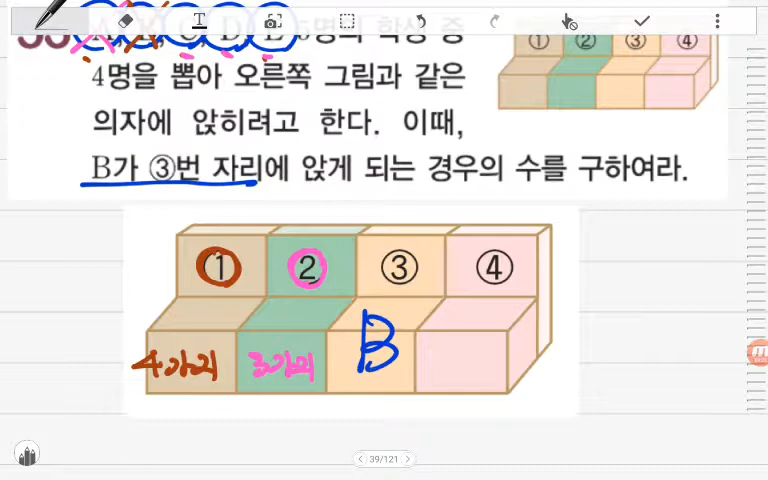 A, B, C, D, E 5명의 학생 중
4명을 뽑아 오른쪽 그림과 같은
의자에 앉히려고 한다. 이때,
B가 ③번 자리에 앉게 되는 경우의 수를 구하여라.
① ② ③ ④
① ② ③ ④
4가지 3가지 B
39/121